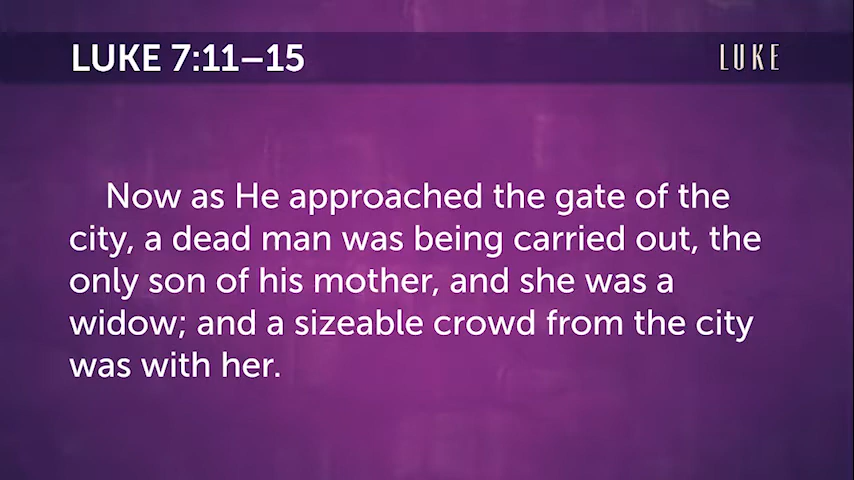 LUKE 7:11–15
LUKE
Now as He approached the gate of the
city, a dead man was being carried out, the
only son of his mother, and she was a
widow; and a sizeable crowd from the city
was with her.